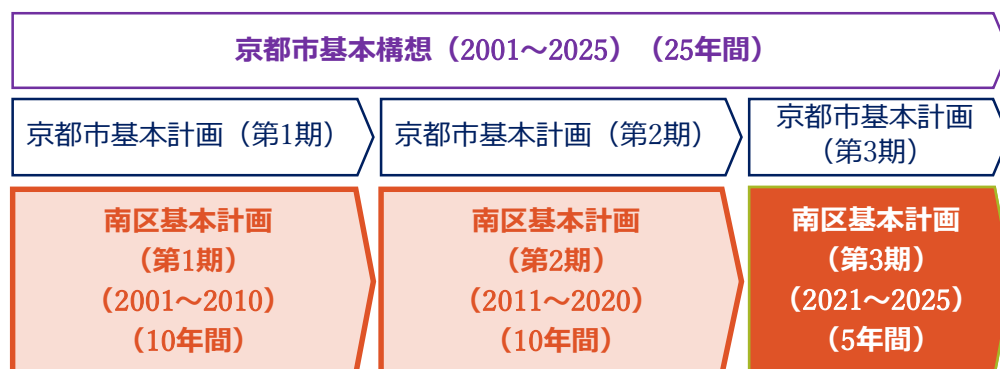 京都市基本構想（2001～2025）（25年間）
京都市基本計画（第1期）
京都市基本計画（第2期）
京都市基本計画
（第3期）
南区基本計画
（第1期）
（2001～2010）
（10年間）
南区基本計画
（第2期）
（2011～2020）
（10年間）
南区基本計画
（第3期）
（2021～2025）
（5年間）